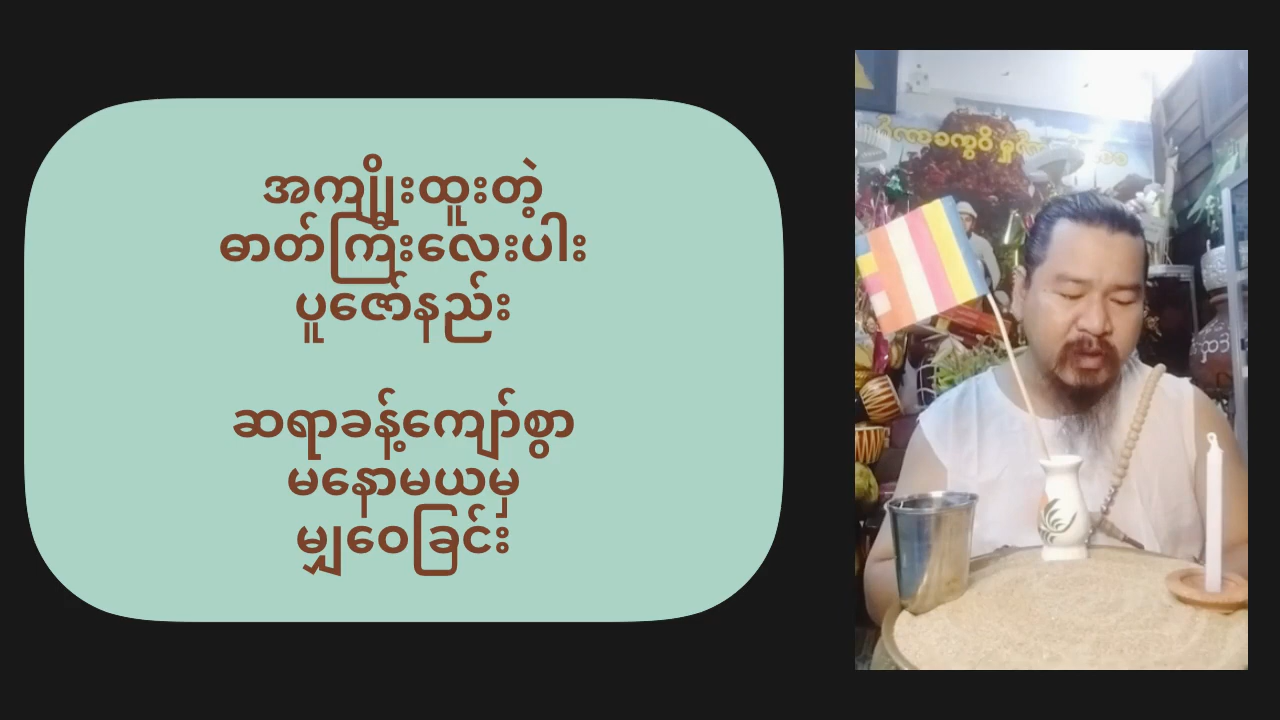 အကျိုးထူးတဲ့
ဓာတ်ကြီးလေးပါး
ပူဇော်နည်း
ဆရာခန့်ကျော်စွာ
မနောမယမှ
မျှဝေခြင်း